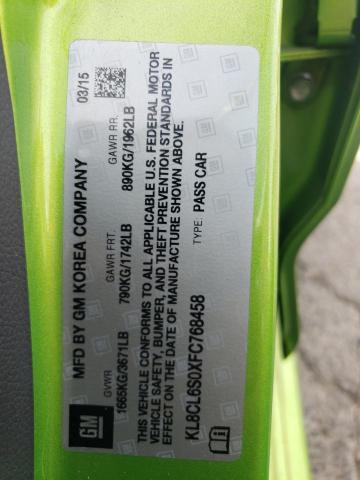 MFD BY GM KOREA COMPANY 03/15
GVWR GAWR FRT. GAWR RR.
1665KG/3671LB 790KG/1742LB 890KG/1962LB
THIS VEHICLE CONFORMS TO ALL APPLICABLE U.S. FEDERAL MOTOR
VEHICLE SAFETY, BUMPER, AND THEFT PREVENTION STANDARDS IN
EFFECT ON THE DATE OF MANUFACTURE SHOWN ABOVE.
KL8CL6S0XFC768458 TYPE: PASS CAR
GM